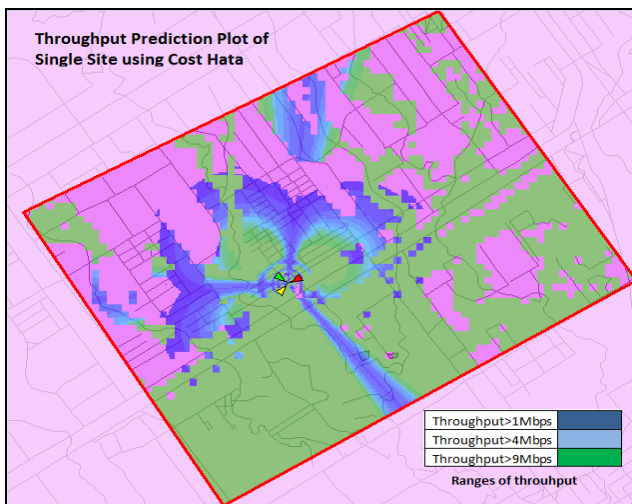 Throughput Prediction Plot of
Single Site using Cost Hata
Throughput>1Mbps
Throughput>4Mbps
Throughput>9Mbps
Ranges of throuhput